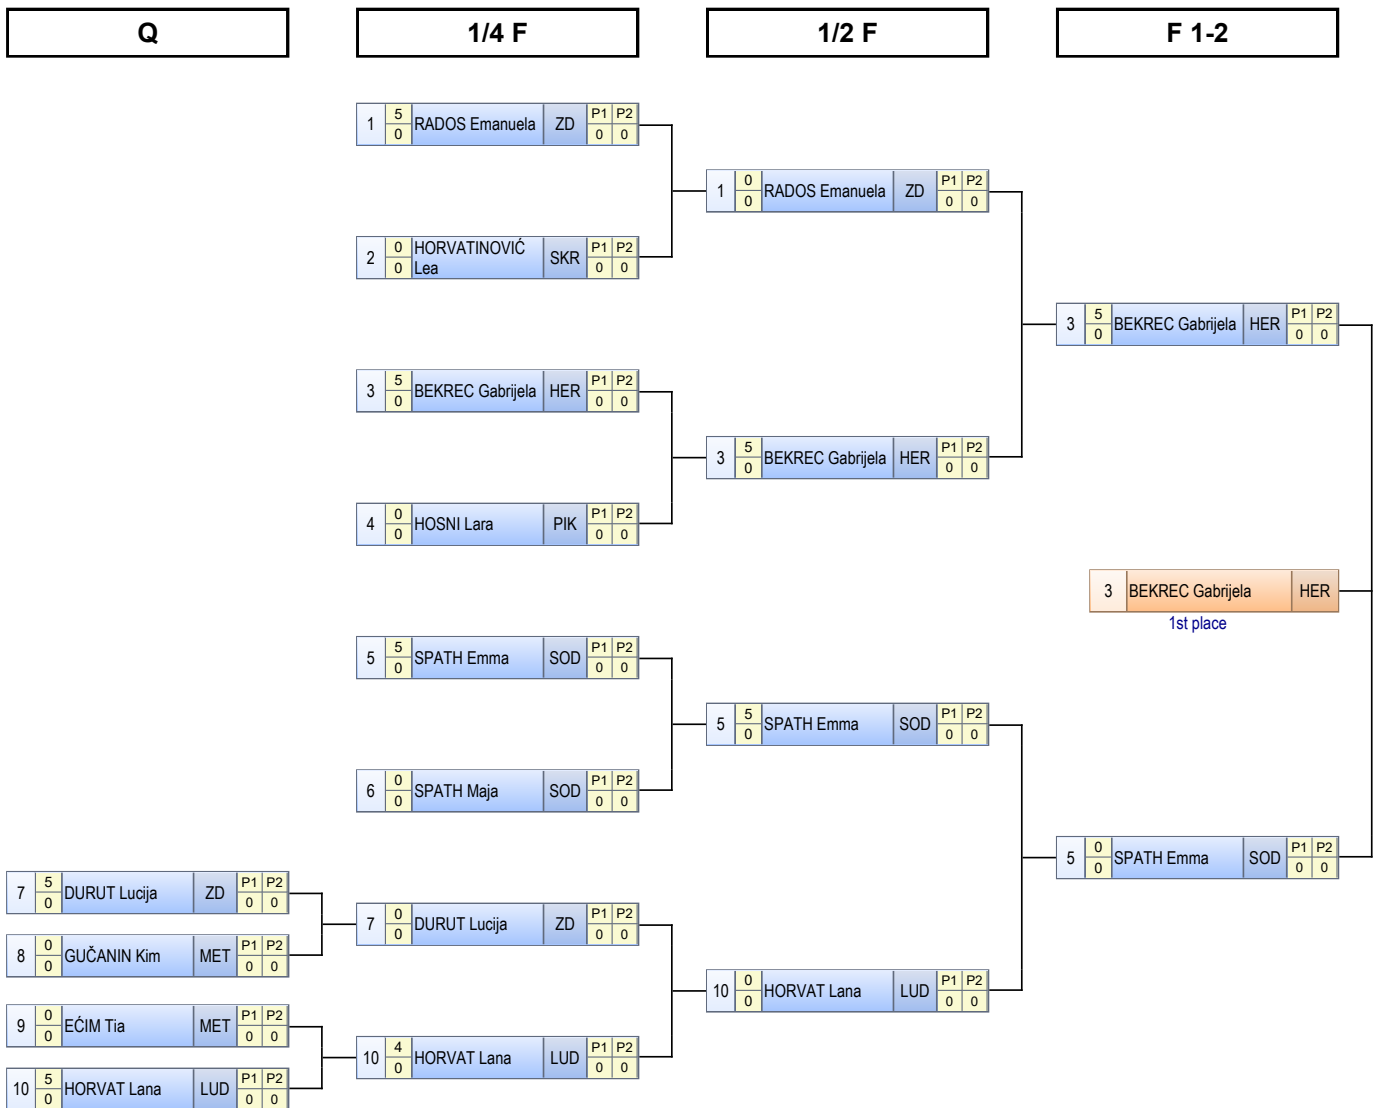 Q 1/4 F 1/2 F F 1-2
1 5 0 RADOS Emanuela ZD P1 P2 0 0
1 0 0 RADOS Emanuela ZD P1 P2 0 0
2 0 0 HORVATINOVIĆ
Lea SKR P1 P2 0 0
3 5 0 BEKREC Gabrijela HER P1 P2 0 0
3 5 0 BEKREC Gabrijela HER P1 P2 0 0
3 5 0 BEKREC Gabrijela HER P1 P2 0 0
4 0 0 HOSNI Lara PIK P1 P2 0 0
3 BEKREC Gabrijela HER
1st place
5 5 0 SPATH Emma SOD P1 P2 0 0
5 5 0 SPATH Emma SOD P1 P2 0 0
6 0 0 SPATH Maja SOD P1 P2 0 0
5 0 0 SPATH Emma SOD P1 P2 0 0
7 5 0 DURUT Lucija ZD P1 P2 0 0
7 0 0 DURUT Lucija ZD P1 P2 0 0
8 0 0 GUČANIN Kim MET P1 P2 0 0
10 0 0 HORVAT Lana LUD P1 P2 0 0
9 0 0 EĆIM Tia MET P1 P2 0 0
10 4 0 HORVAT Lana LUD P1 P2 0 0
10 5 0 HORVAT Lana LUD P1 P2 0 0